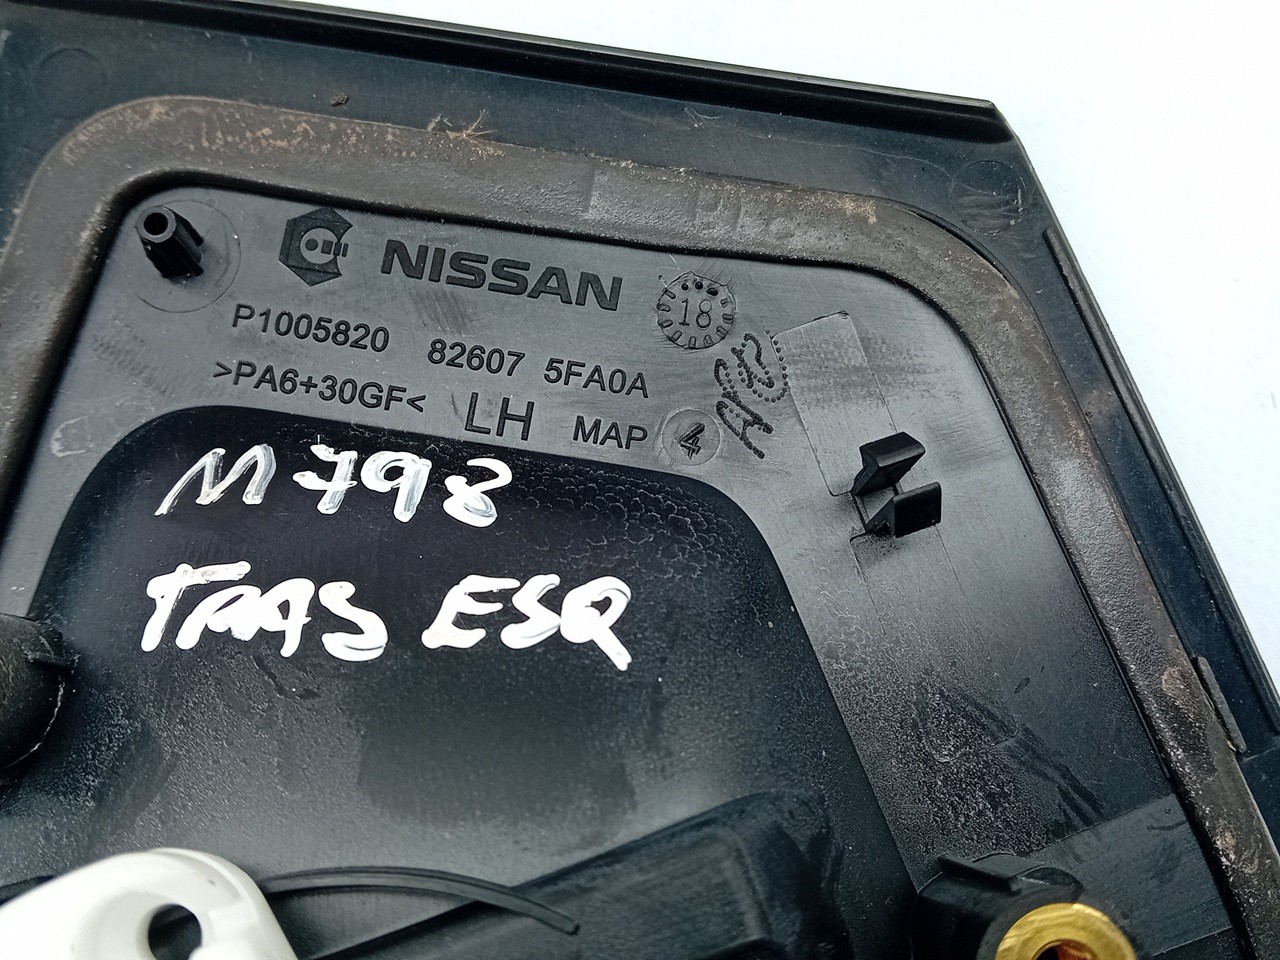 NISSAN
18
P1005820 82607 5FA0A
>PA6+30GF< LH MAP 4
M798
TRAS ESQ